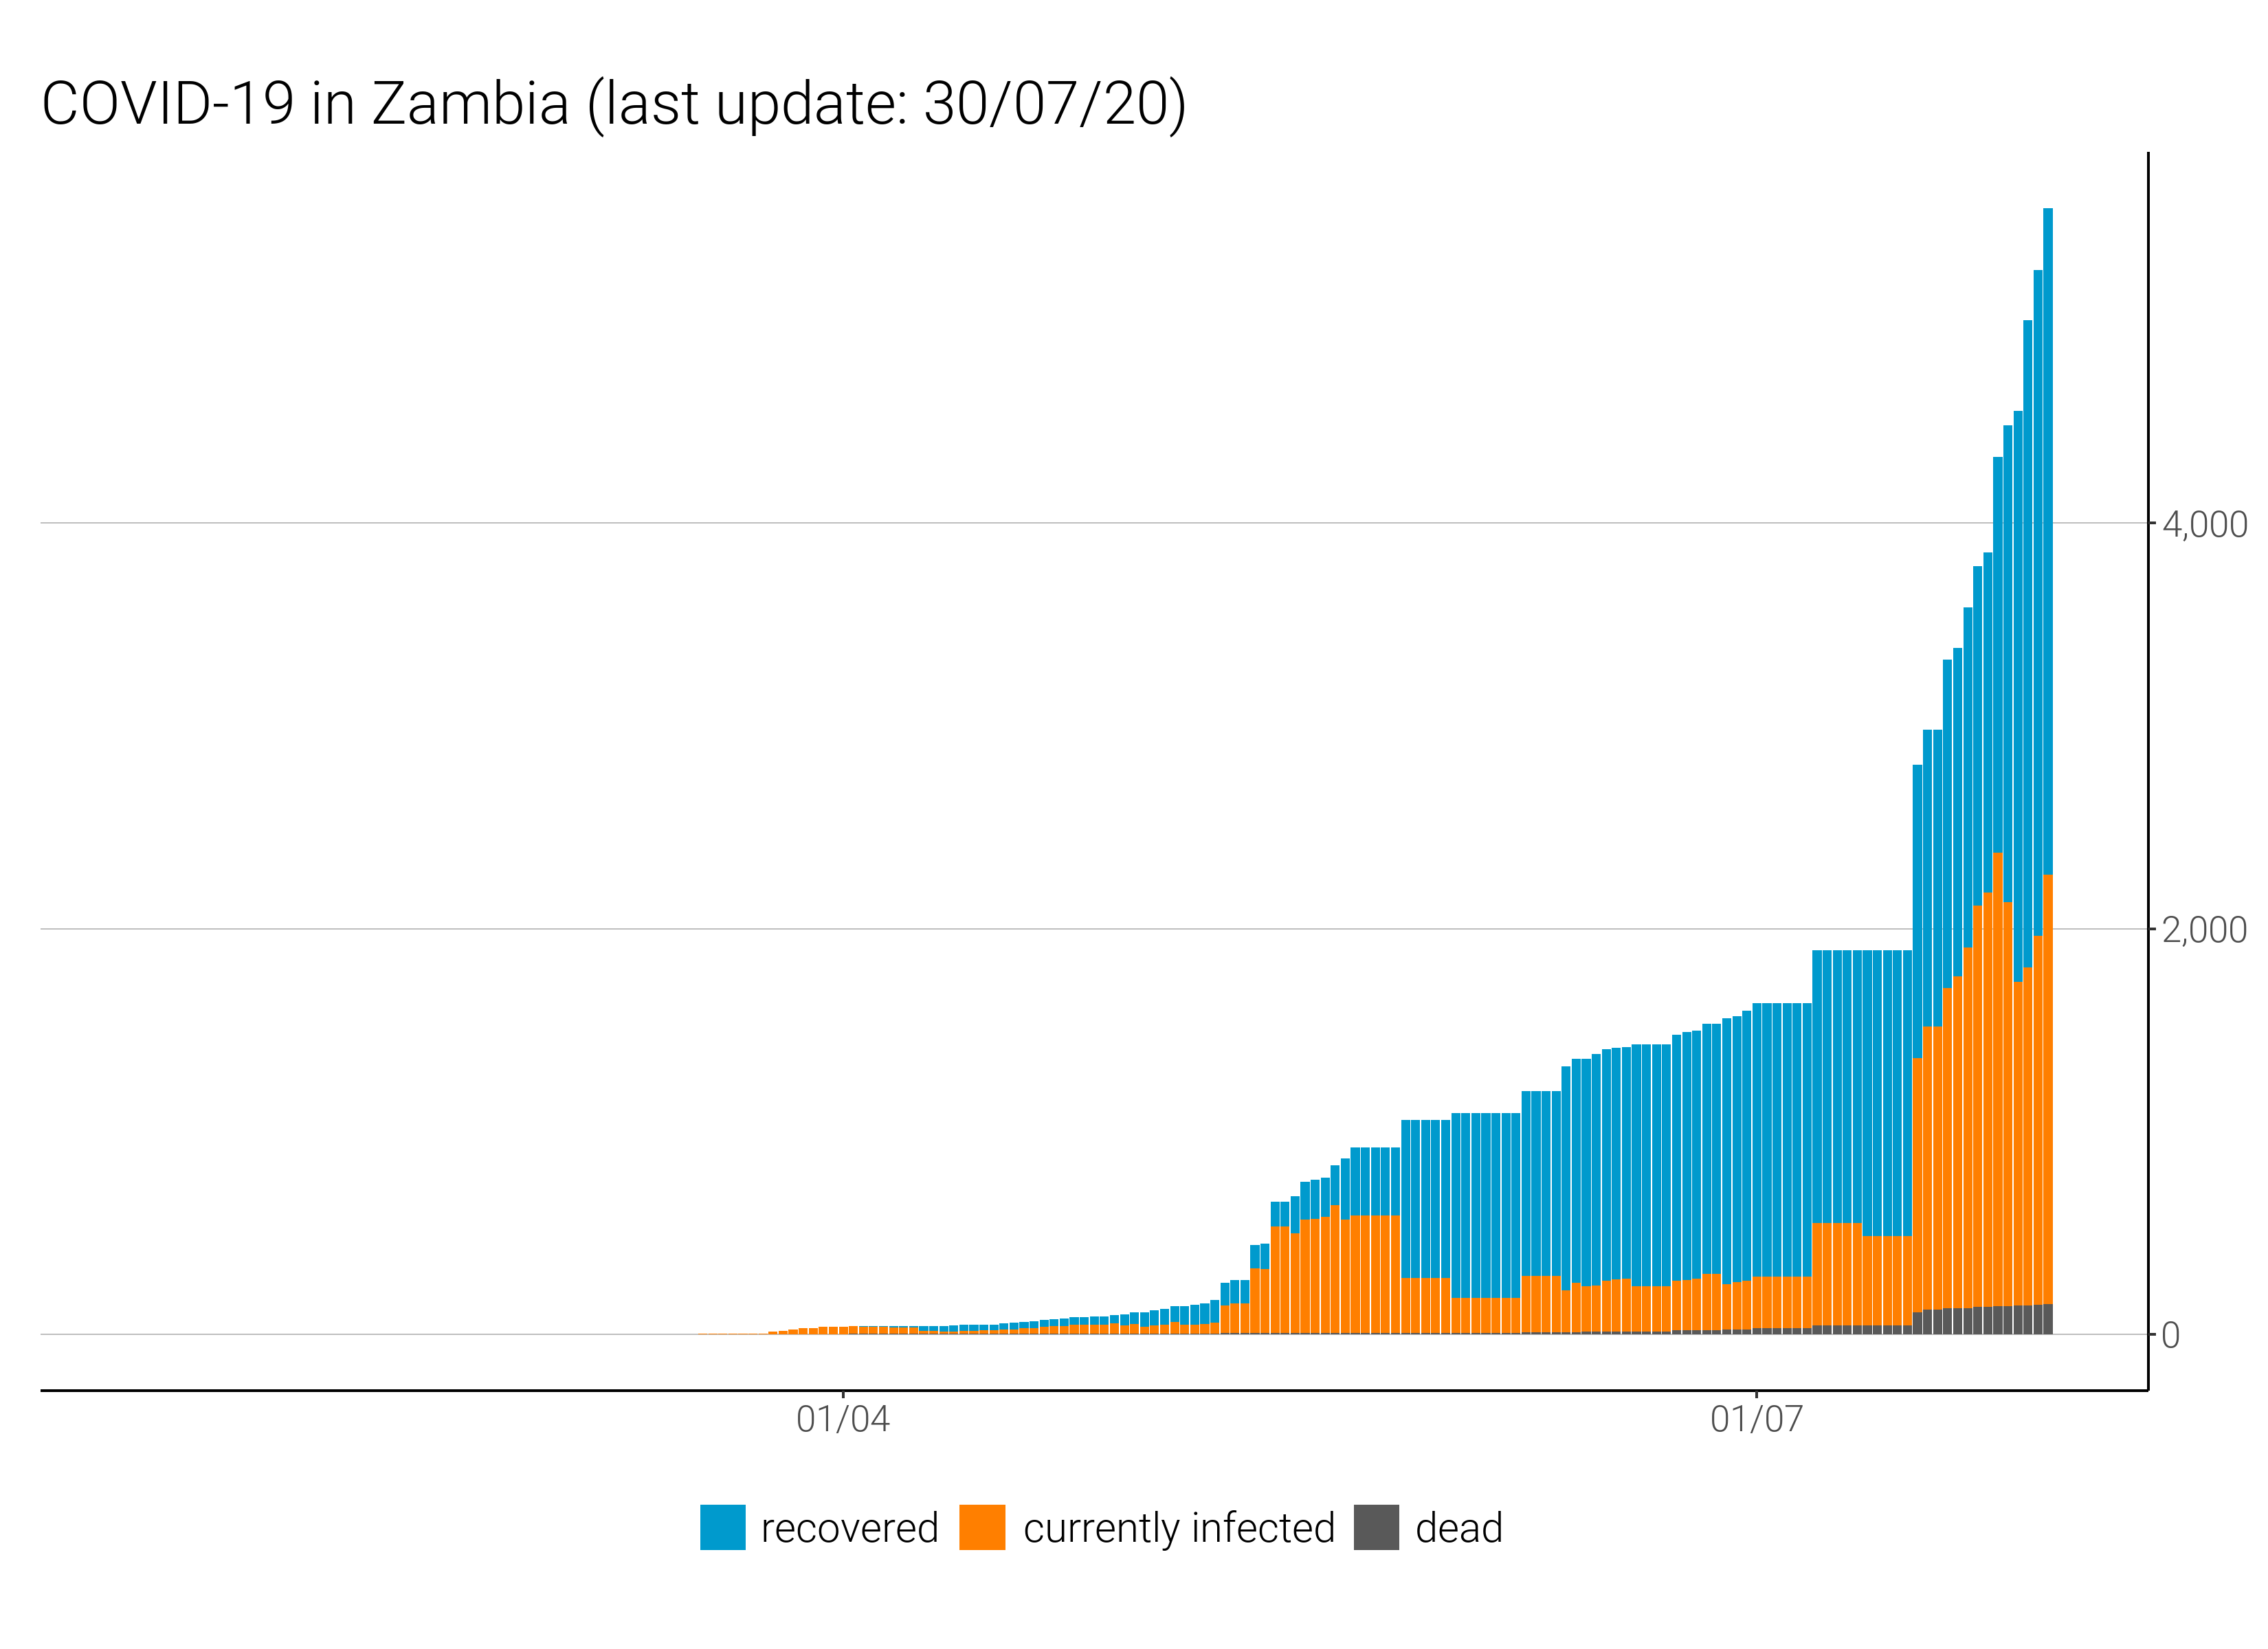 COVID-19 in Zambia (last update: 30/07/20)
4,000
2,000
0
01/04 01/07
recovered currently infected dead